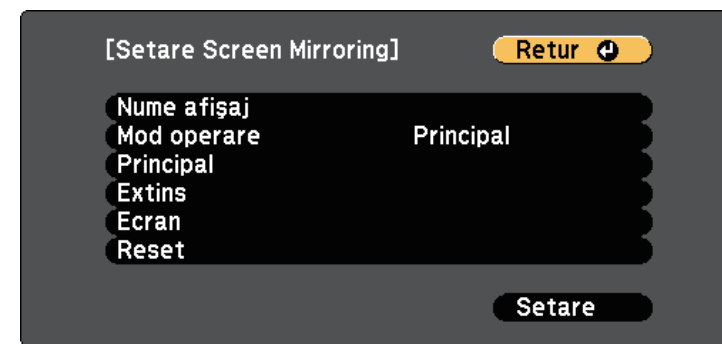 [Setare Screen Mirroring] Retur
Nume afişaj
Mod operare Principal
Principal
Extins
Ecran
Reset
Setare